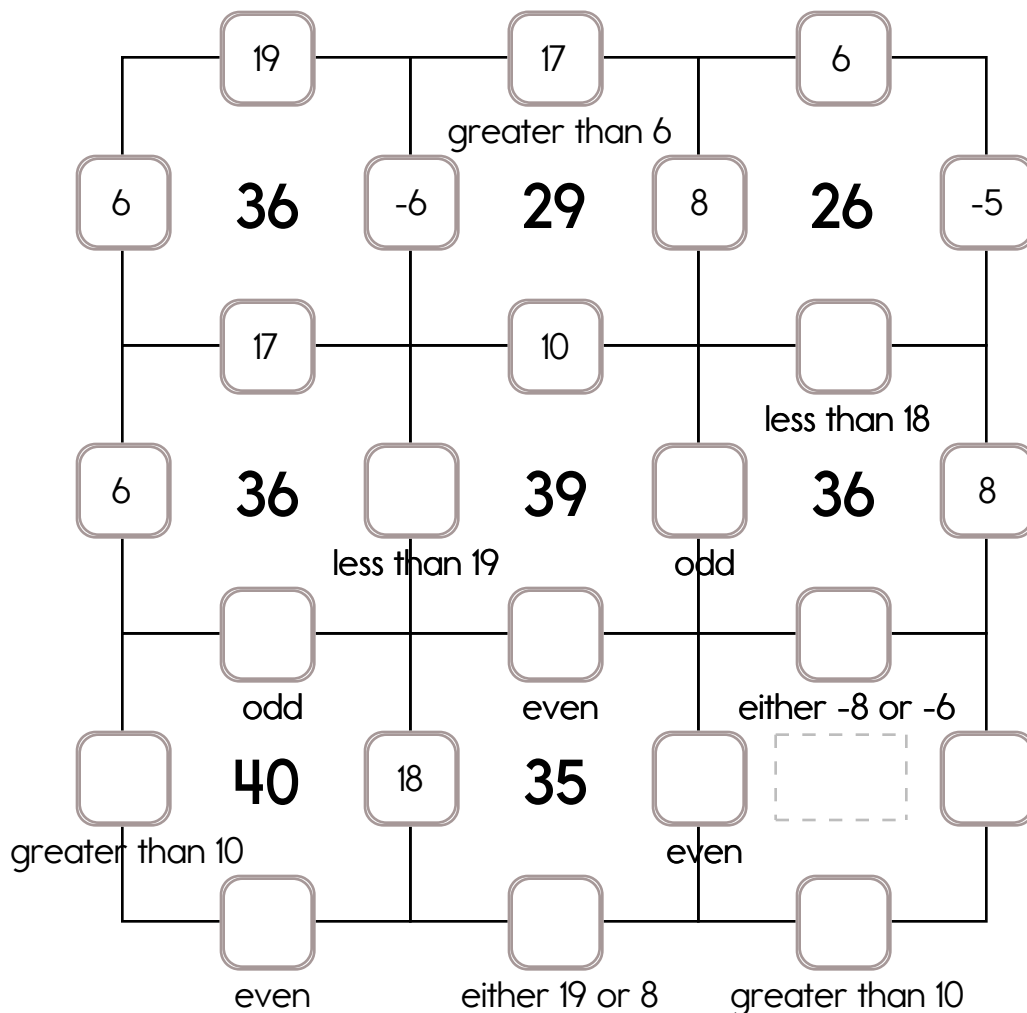 19 17 6
greater than 6
6 36 -6 29 8 26 -5
17 10
less than 18
6 36 39 36 8
less than 19 odd
odd even either -8 or -6
40 18 35
greater than 10 even
even either 19 or 8 greater than 10